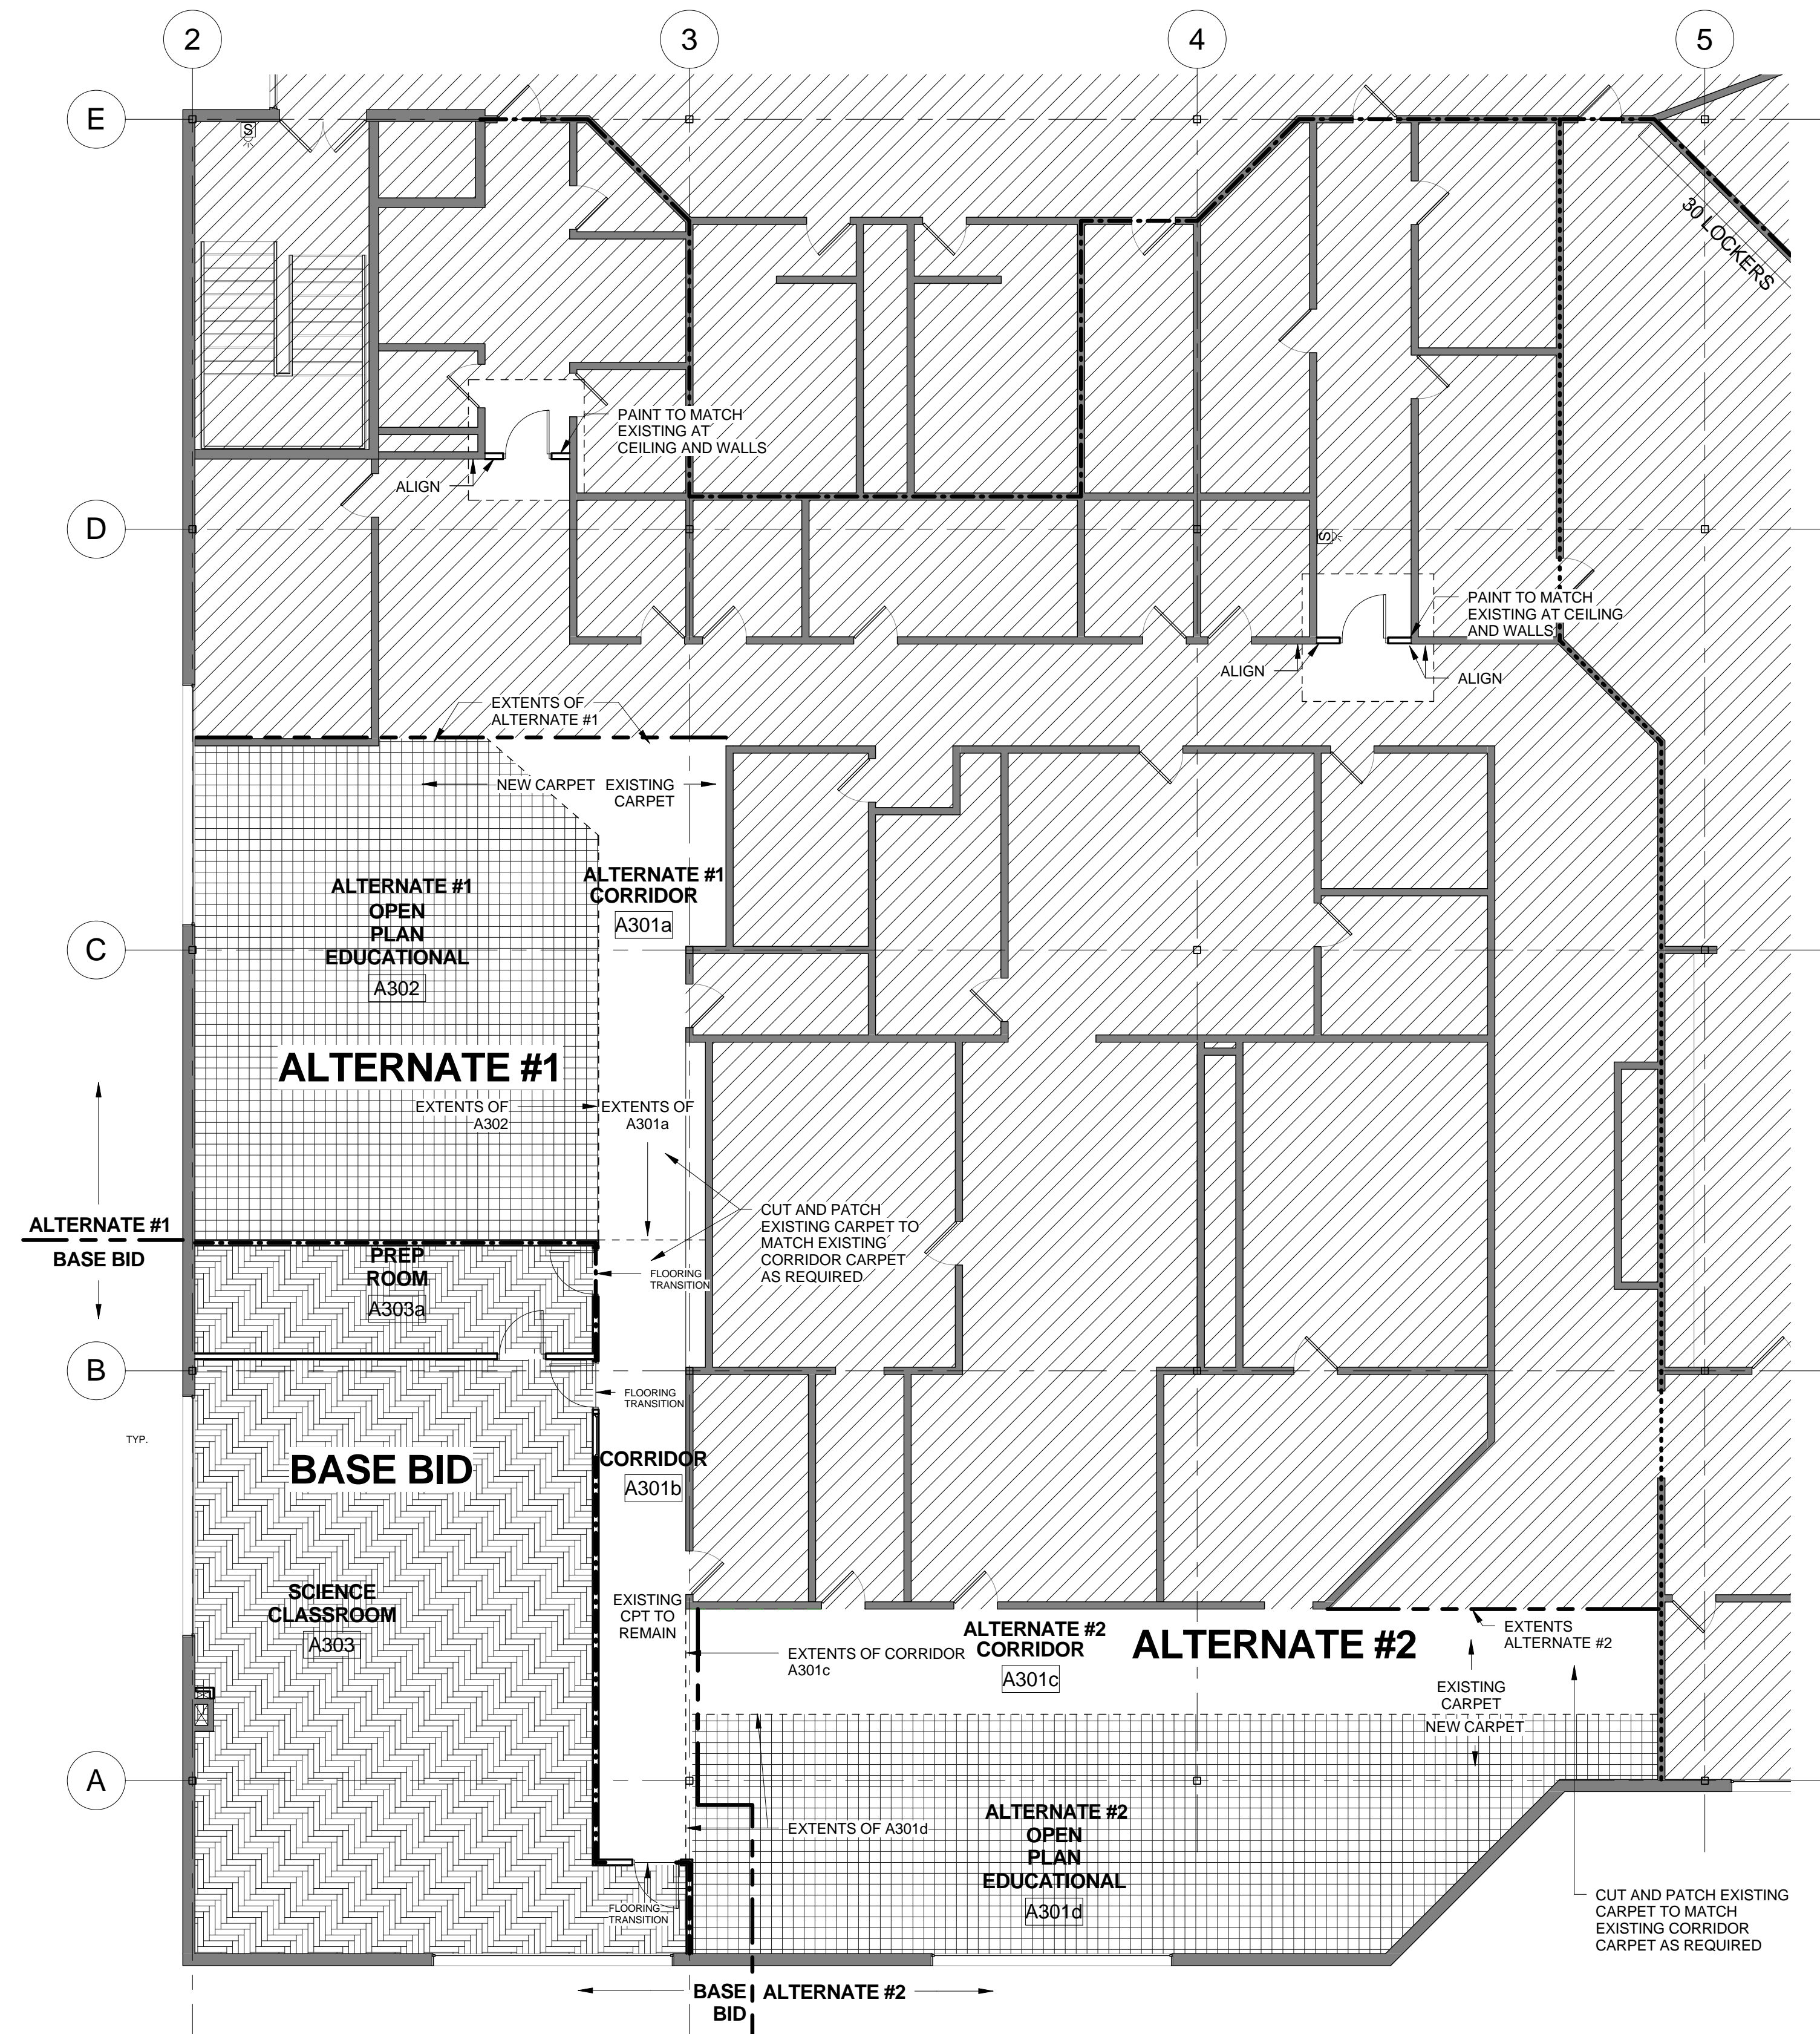 2
3
4
5
E
S
30 LOCKERS
PAINT TO MATCH
EXISTING AT
CEILING AND WALLS
ALIGN
D
S
PAINT TO MATCH
EXISTING AT CEILING
AND WALLS
ALIGN
ALIGN
EXTENTS OF
ALTERNATE #1
NEW CARPET
EXISTING
CARPET
ALTERNATE #1
OPEN
PLAN
EDUCATIONAL
A302
ALTERNATE #1
CORRIDOR
A301a
C
ALTERNATE #1
EXTENTS OF
A302
EXTENTS OF
A301a
CUT AND PATCH
EXISTING CARPET TO
MATCH EXISTING
CORRIDOR CARPET
AS REQUIRED
ALTERNATE #1
BASE BID
PREP
ROOM
A303a
FLOORING
TRANSITION
B
FLOORING
TRANSITION
TYP.
BASE BID
CORRIDOR
A301b
SCIENCE
CLASSROOM
A303
EXISTING
CPT TO
REMAIN
EXTENTS OF CORRIDOR
A301c
ALTERNATE #2
CORRIDOR
A301c
ALTERNATE #2
EXTENTS
ALTERNATE #2
EXISTING
CARPET
NEW CARPET
A
EXTENTS OF A301d
ALTERNATE #2
OPEN
PLAN
EDUCATIONAL
A301d
FLOORING
TRANSITION
CUT AND PATCH EXISTING
CARPET TO MATCH
EXISTING CORRIDOR
CARPET AS REQUIRED
BASE
BID
ALTERNATE #2